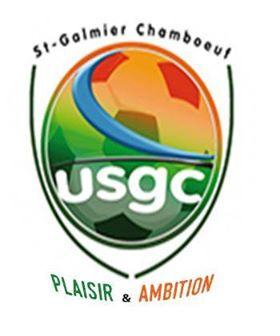 St-Galmier Chamboeuf
usgc
PLAISIR & AMBITION